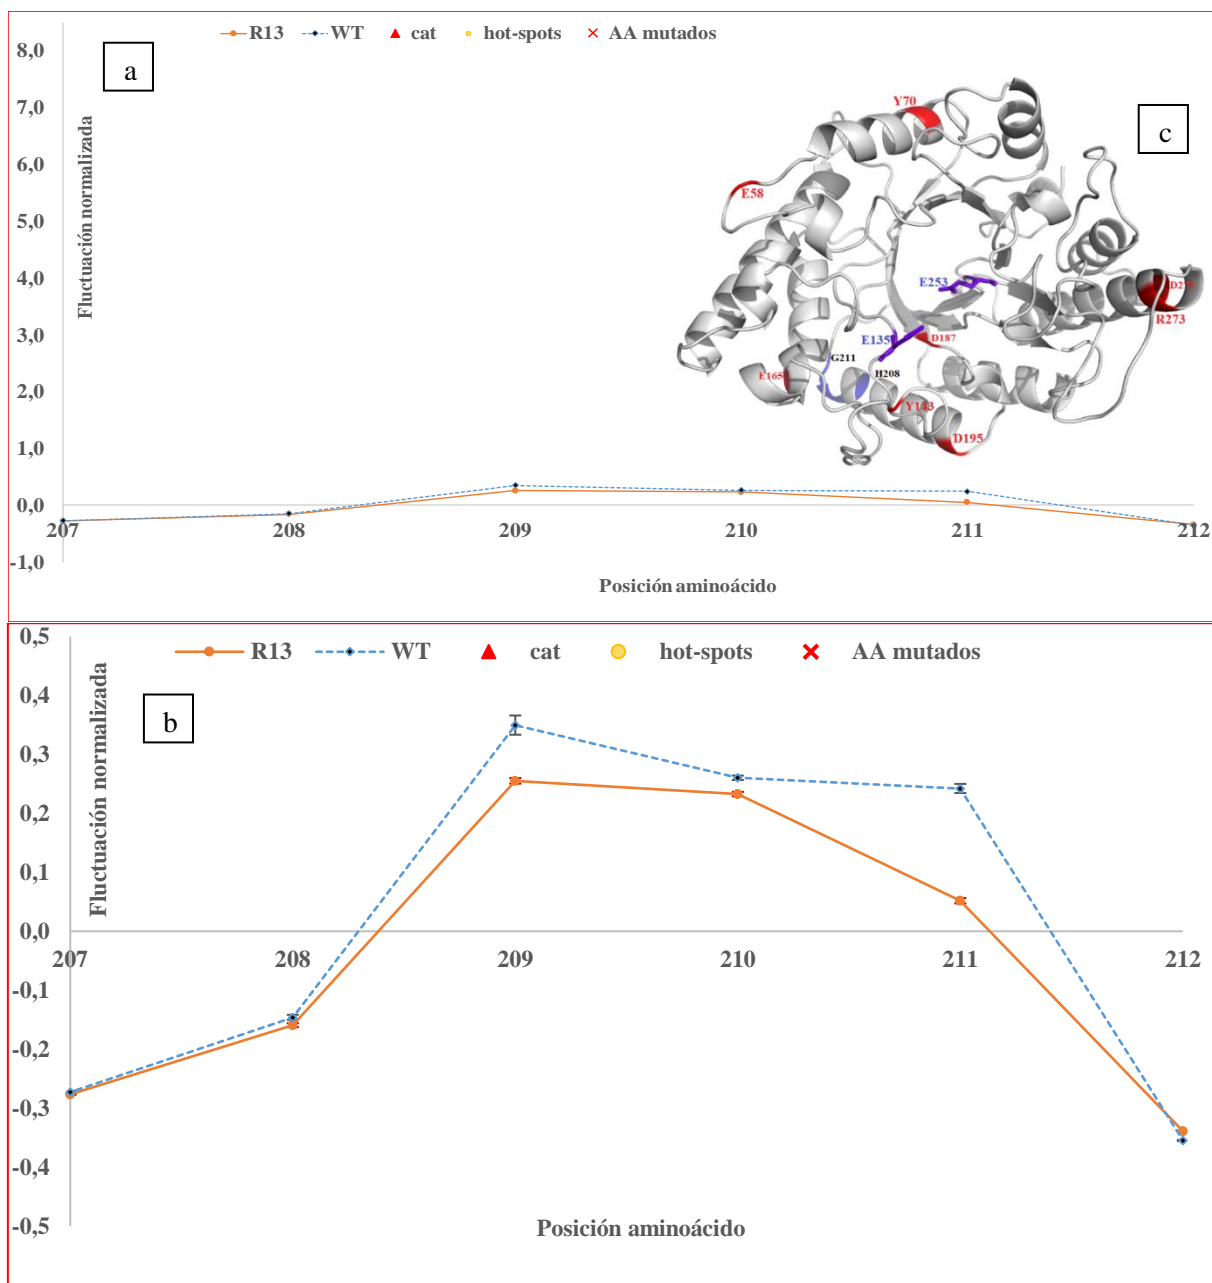 R13 WT cat hot-spots AA mutados
8,0
7,0
6,0
5,0
4,0
3,0
2,0
1,0
0,0
-1,0
Fluctuación normalizada
a
c
Y70
E58
E253
R273
E135
D187
G211
H208
E165
Y143
D195
207 208 209 210 211 212
Posición aminoácido
R13 WT cat hot-spots AA mutados
0,5
0,4
0,3
0,2
0,1
0,0
-0,1
-0,2
-0,3
-0,4
-0,5
Fluctuación normalizada
b
207 208 209 210 211 212
Posición aminoácido